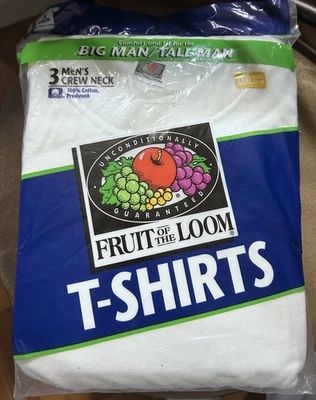 Comfort and Fit for the
BIG MAN/TALL MAN
3 MEN'S
CREW NECK
100% Cotton,
Preshrunk
UNCONDITIONALLY
GUARANTEED
FRUIT OF THE LOOM®
T-SHIRTS